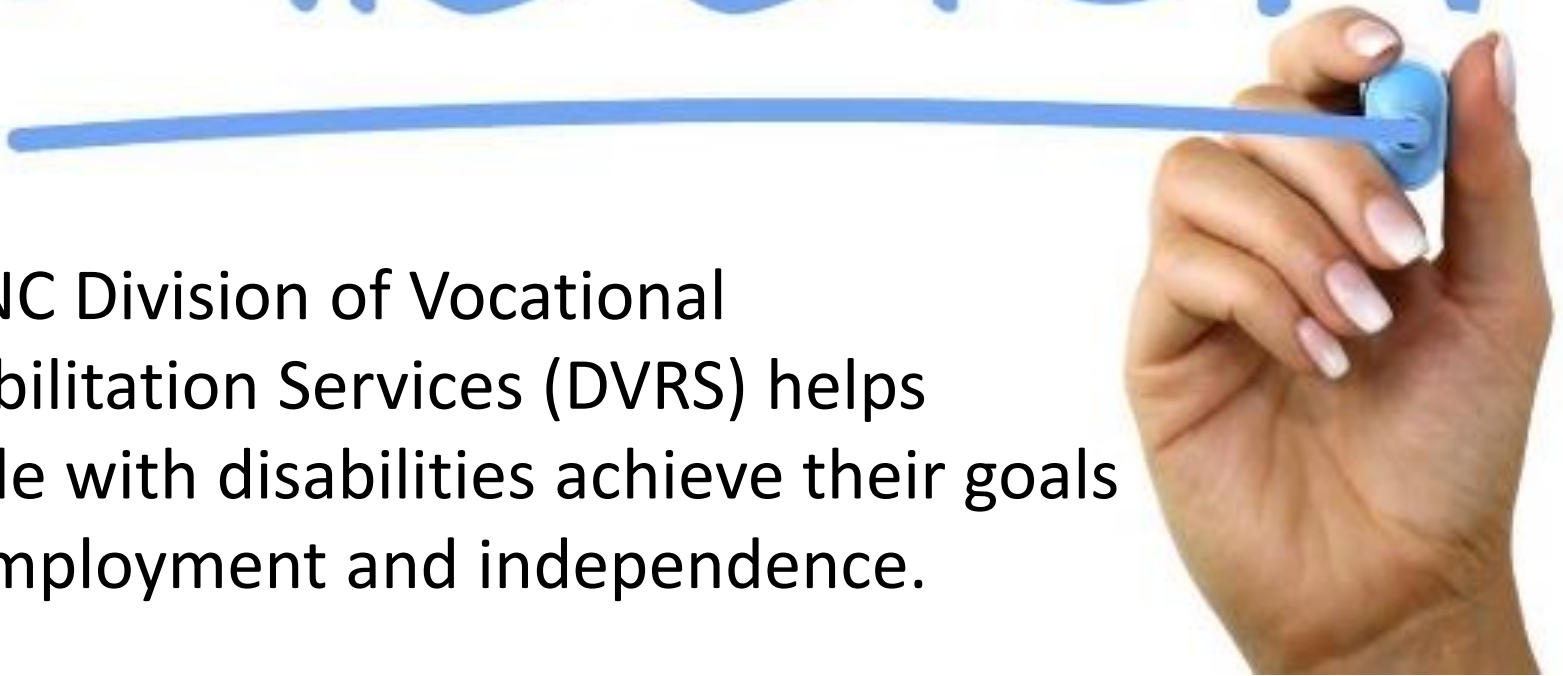 NC Division of Vocational
bilitation Services (DVRS) helps
le with disabilities achieve their goals
mployment and independence.